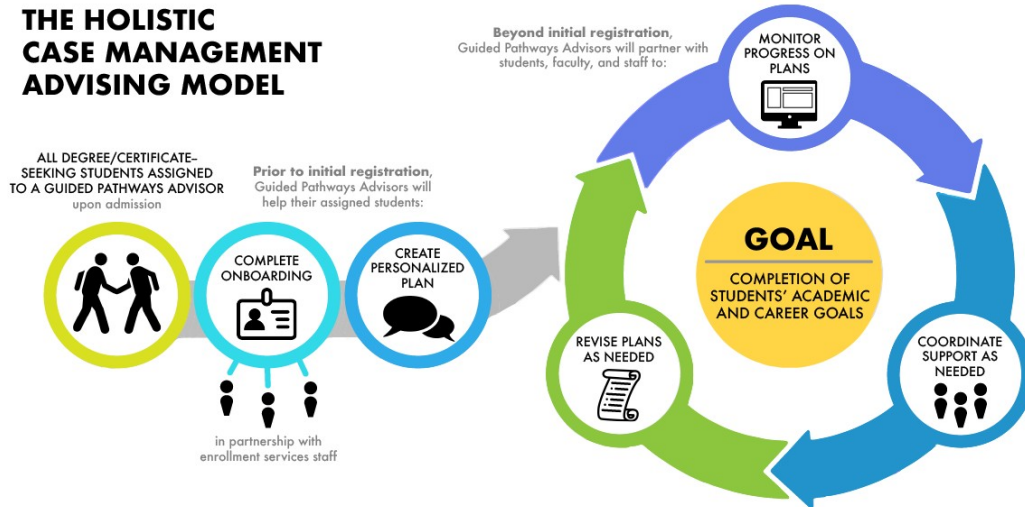 THE HOLISTIC
CASE MANAGEMENT
ADVISING MODEL
ALL DEGREE/CERTIFICATE–
SEEKING STUDENTS ASSIGNED
TO A GUIDED PATHWAYS ADVISOR
upon admission
Prior to initial registration,
Guided Pathways Advisors will
help their assigned students:
COMPLETE
ONBOARDING
in partnership with
enrollment services staff
CREATE
PERSONALIZED
PLAN
Beyond initial registration,
Guided Pathways Advisors will partner with
students, faculty, and staff to:
MONITOR
PROGRESS ON
PLANS
COORDINATE
SUPPORT AS
NEEDED
REVISE PLANS
AS NEEDED
GOAL
COMPLETION OF
STUDENTS’ ACADEMIC
AND CAREER GOALS